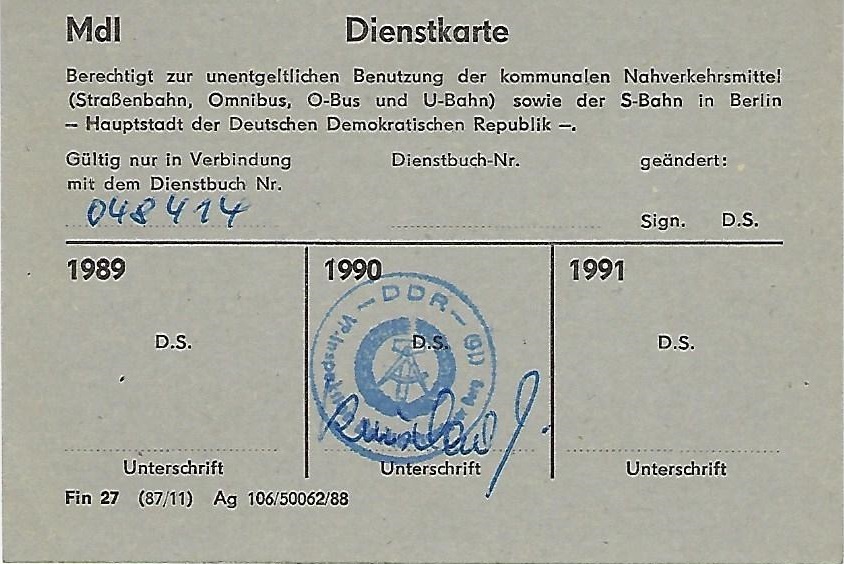 MdI Dienstkarte
Berechtigt zur unentgeltlichen Benutzung der kommunalen Nahverkehrsmittel
(Straßenbahn, Omnibus, O-Bus und U-Bahn) sowie der S-Bahn in Berlin
– Hauptstadt der Deutschen Demokratischen Republik –.
Gültig nur in Verbindung Dienstbuch-Nr. geändert:
mit dem Dienstbuch Nr.
048414
Sign. D.S.
1989 1990 1991
– DDR –
D.S. D.S. D.S.
Unterschrift Unterschrift Unterschrift
Fin 27 (87/11) Ag 106/50062/88